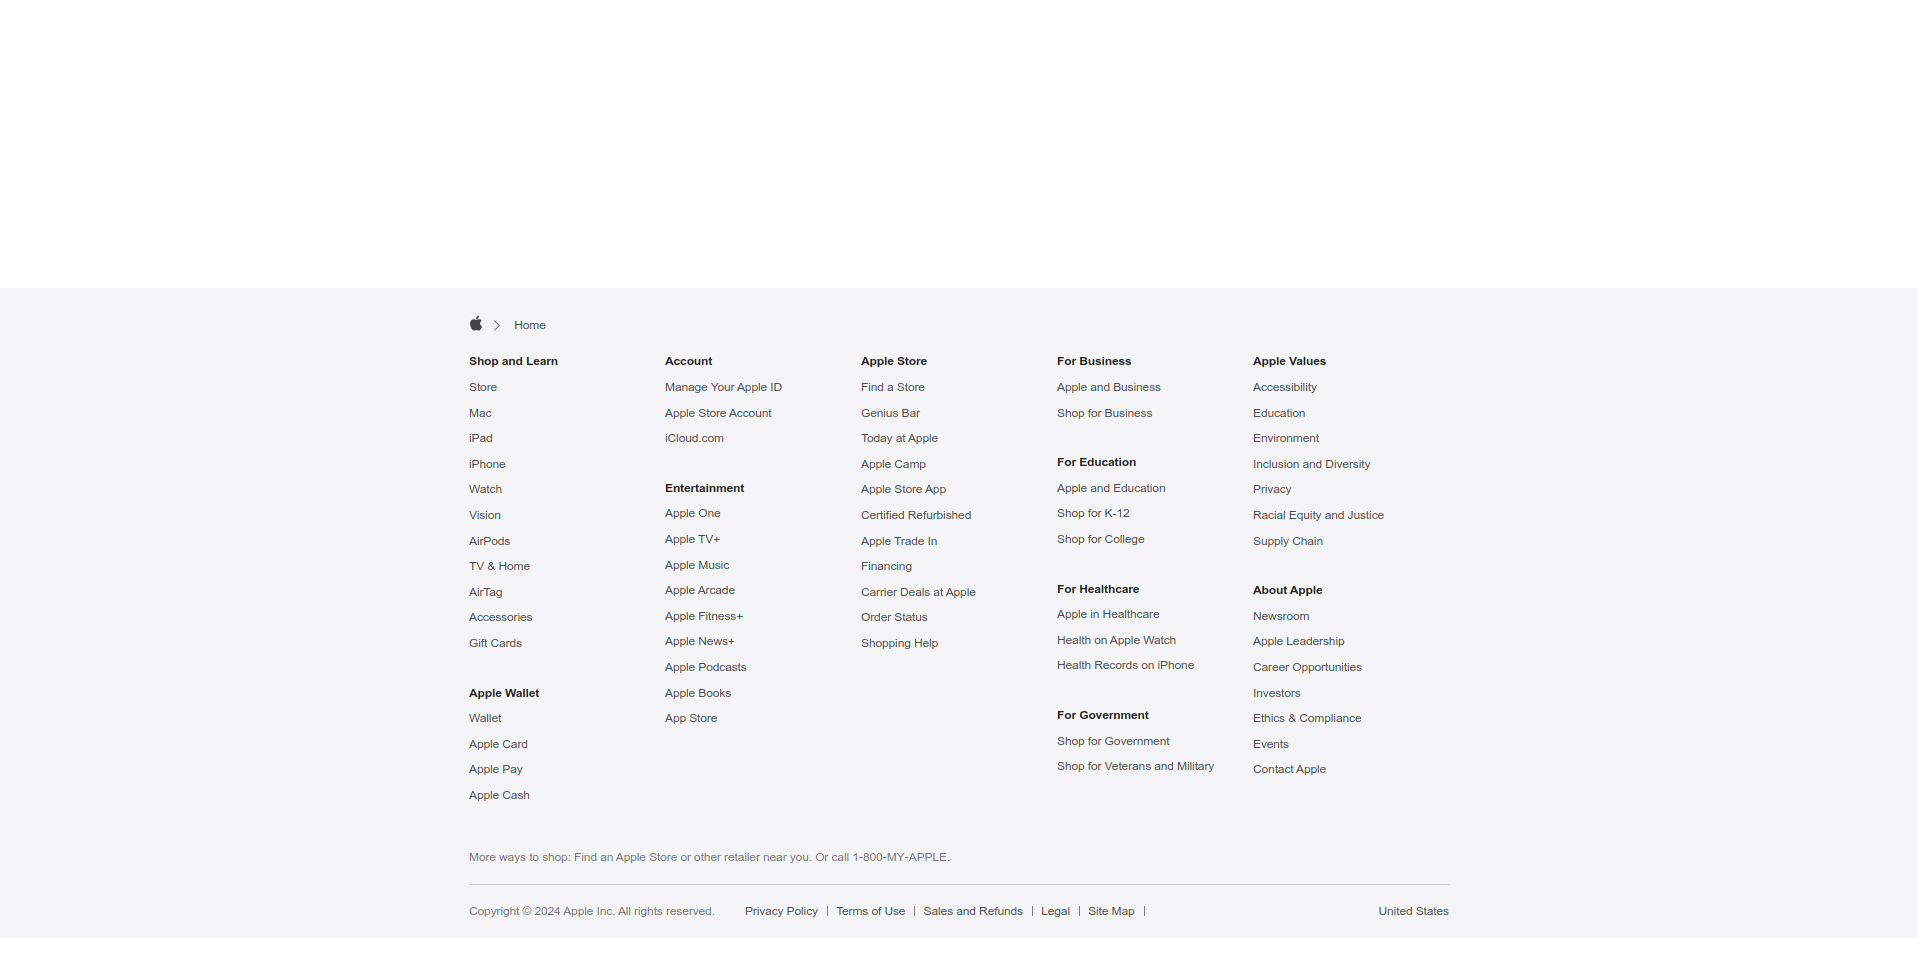 Home
Shop and Learn
Store
Mac
iPad
iPhone
Watch
Vision
AirPods
TV & Home
AirTag
Accessories
Gift Cards
Apple Wallet
Wallet
Apple Card
Apple Pay
Apple Cash
Account
Manage Your Apple ID
Apple Store Account
iCloud.com
Entertainment
Apple One
Apple TV+
Apple Music
Apple Arcade
Apple Fitness+
Apple News+
Apple Podcasts
Apple Books
App Store
Apple Store
Find a Store
Genius Bar
Today at Apple
Apple Camp
Apple Store App
Certified Refurbished
Apple Trade In
Financing
Carrier Deals at Apple
Order Status
Shopping Help
For Business
Apple and Business
Shop for Business
For Education
Apple and Education
Shop for K-12
Shop for College
For Healthcare
Apple in Healthcare
Health on Apple Watch
Health Records on iPhone
For Government
Shop for Government
Shop for Veterans and Military
Apple Values
Accessibility
Education
Environment
Inclusion and Diversity
Privacy
Racial Equity and Justice
Supply Chain
About Apple
Newsroom
Apple Leadership
Career Opportunities
Investors
Ethics & Compliance
Events
Contact Apple
More ways to shop: Find an Apple Store or other retailer near you. Or call 1-800-MY-APPLE.
Copyright © 2024 Apple Inc. All rights reserved. Privacy Policy | Terms of Use | Sales and Refunds | Legal | Site Map | United States